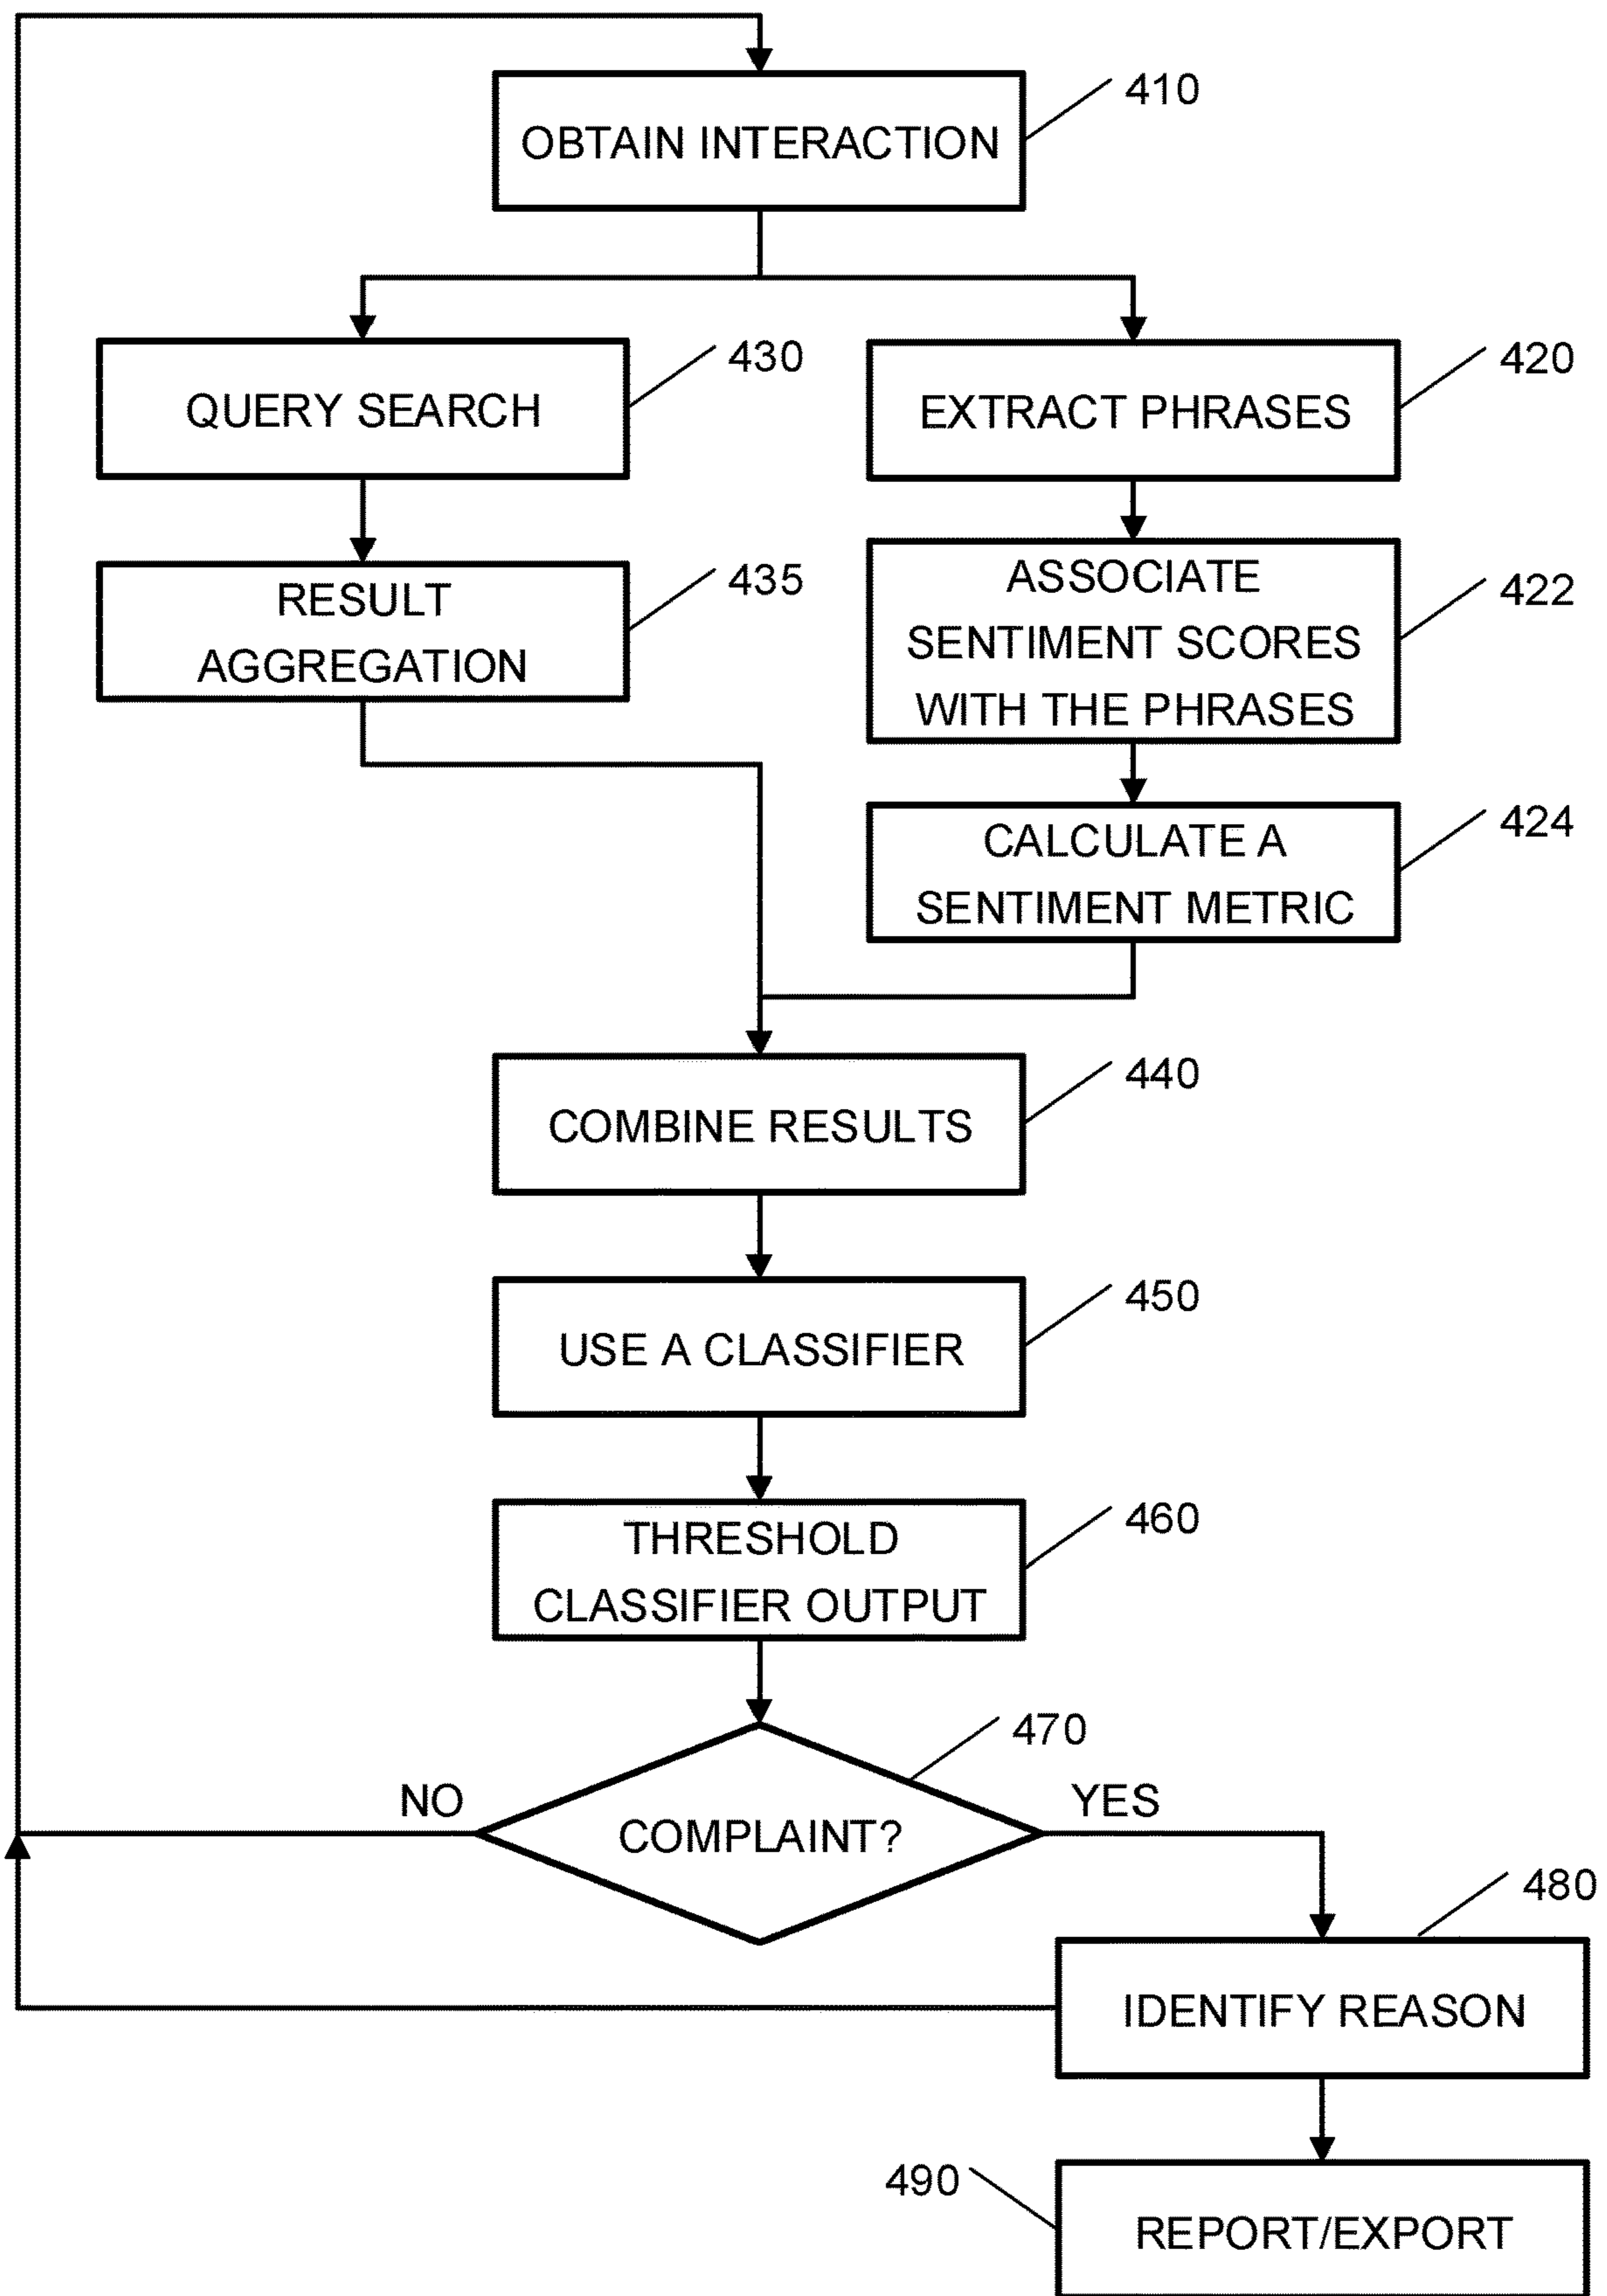 410
OBTAIN INTERACTION
430
QUERY SEARCH
420
EXTRACT PHRASES
435
RESULT
AGGREGATION
422
ASSOCIATE
SENTIMENT SCORES
WITH THE PHRASES
424
CALCULATE A
SENTIMENT METRIC
440
COMBINE RESULTS
450
USE A CLASSIFIER
460
THRESHOLD
CLASSIFIER OUTPUT
470
NO
COMPLAINT?
YES
480
IDENTIFY REASON
490
REPORT/EXPORT